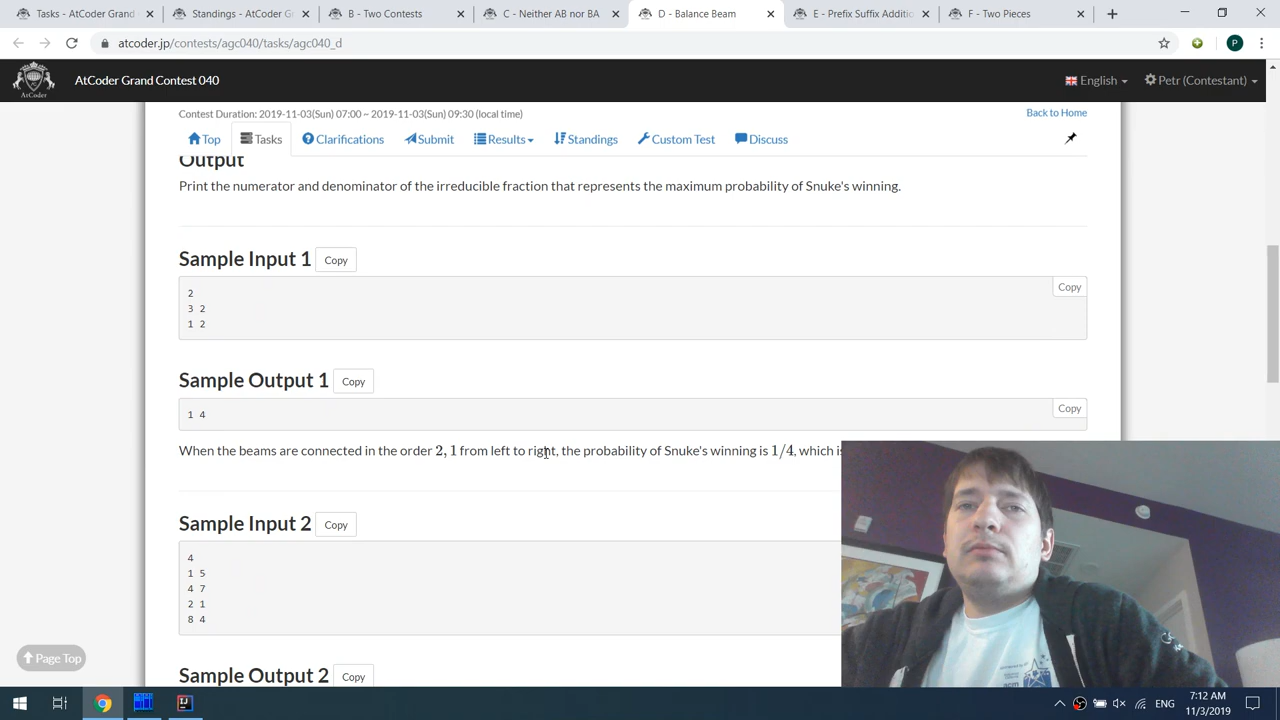 Tasks - AtCoder Grand
Standings - AtCoder G
B - Two Contests
C - Neither AB nor BA
D - Balance Beam
E - Prefix Suffix Additio
F - Two Pieces
atcoder.jp/contests/agc040/tasks/agc040_d
P
AtCoder
AtCoder Grand Contest 040
English
Petr (Contestant)
Contest Duration: 2019-11-03(Sun) 07:00 ~ 2019-11-03(Sun) 09:30 (local time)
Back to Home
Top
Tasks
Clarifications
Submit
Results
Standings
Custom Test
Discuss
Output
Print the numerator and denominator of the irreducible fraction that represents the maximum probability of Snuke's winning.
Sample Input 1
Copy
Copy
2
3 2
1 2
Sample Output 1
Copy
Copy
1 4
When the beams are connected in the order 2, 1 from left to right, the probability of Snuke's winning is 1/4, which is
Sample Input 2
Copy
4
1 5
4 7
2 1
8 4
Sample Output 2
Copy
Page Top
ENG
7:12 AM
11/3/2019